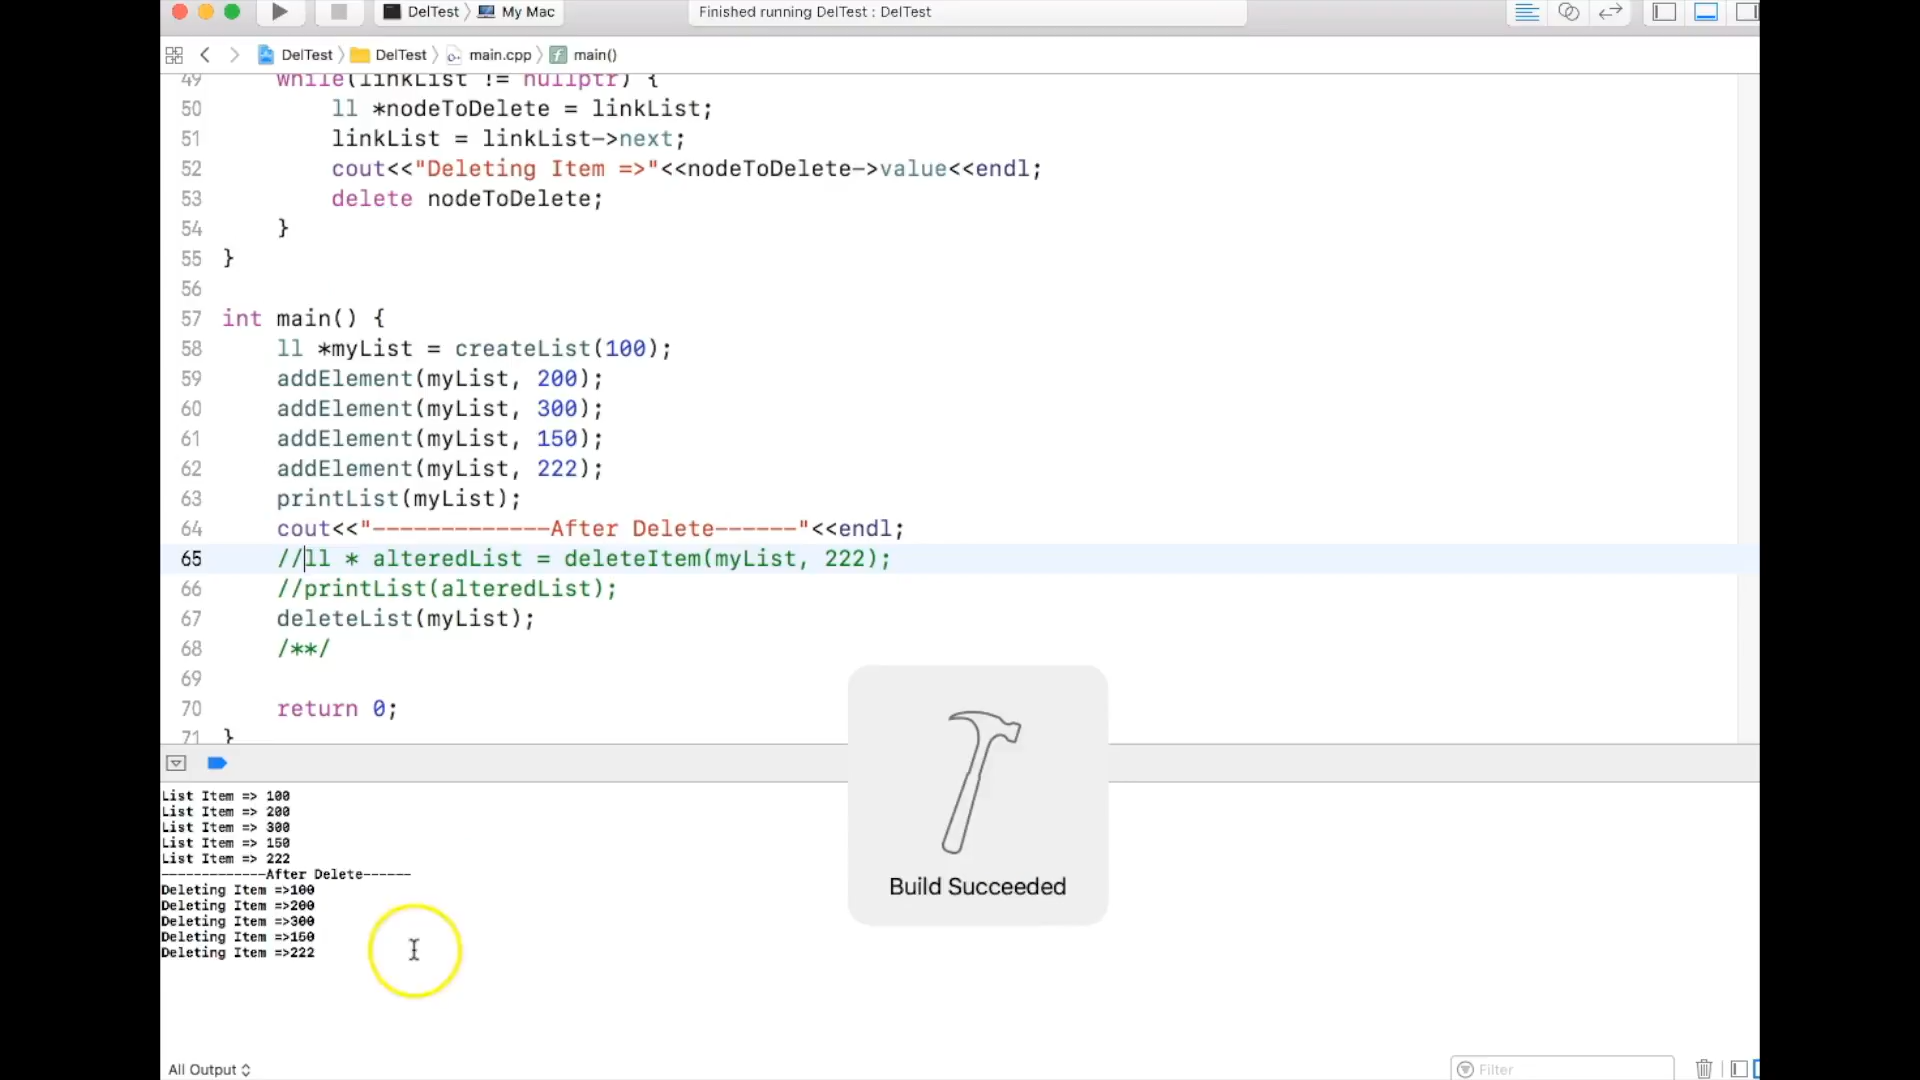 DelTest 〉 My Mac
Finished running DelTest : DelTest
DelTest 〉 DelTest 〉 main.cpp 〉 f main()
49 while(linkList != nullptr) {
50 ll *nodeToDelete = linkList;
51 linkList = linkList->next;
52 cout<<"Deleting Item =>"<<nodeToDelete->value<<endl;
53 delete nodeToDelete;
54 }
55 }
56
57 int main() {
58 ll *myList = createList(100);
59 addElement(myList, 200);
60 addElement(myList, 300);
61 addElement(myList, 150);
62 addElement(myList, 222);
63 printList(myList);
64 cout<<"-------------After Delete------"<<endl;
65 //ll * alteredList = deleteItem(myList, 222);
66 //printList(alteredList);
67 deleteList(myList);
68 /**/
69
70 return 0;
71 }
Build Succeeded
List Item => 100
List Item => 200
List Item => 300
List Item => 150
List Item => 222
-------------After Delete------
Deleting Item =>100
Deleting Item =>200
Deleting Item =>300
Deleting Item =>150
Deleting Item =>222
All Output
Filter